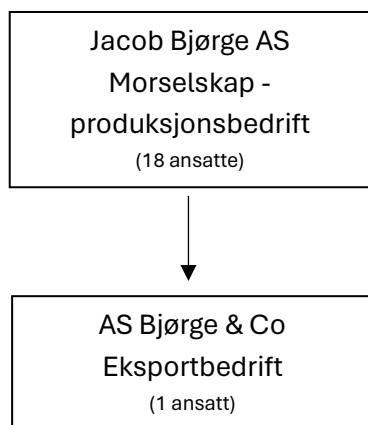 Jacob Bjørge AS
Morselskap -
produksjonsbedrift
(18 ansatte)
AS Bjørge & Co
Eksportbedrift
(1 ansatt)